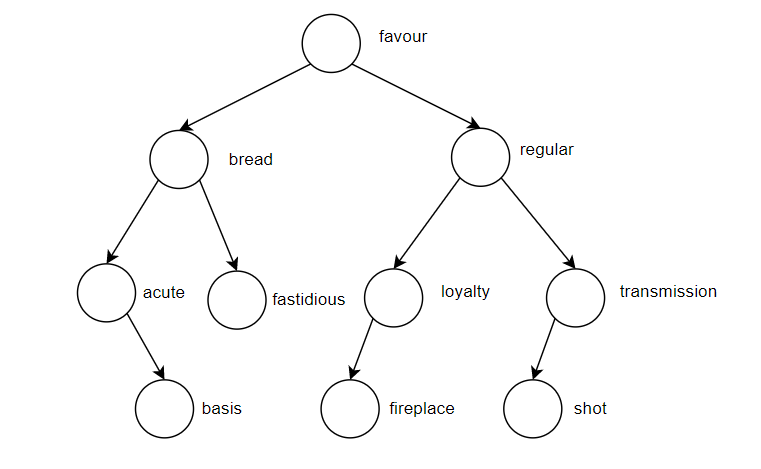 favour
bread
regular
acute
fastidious
loyalty
transmission
basis
fireplace
shot